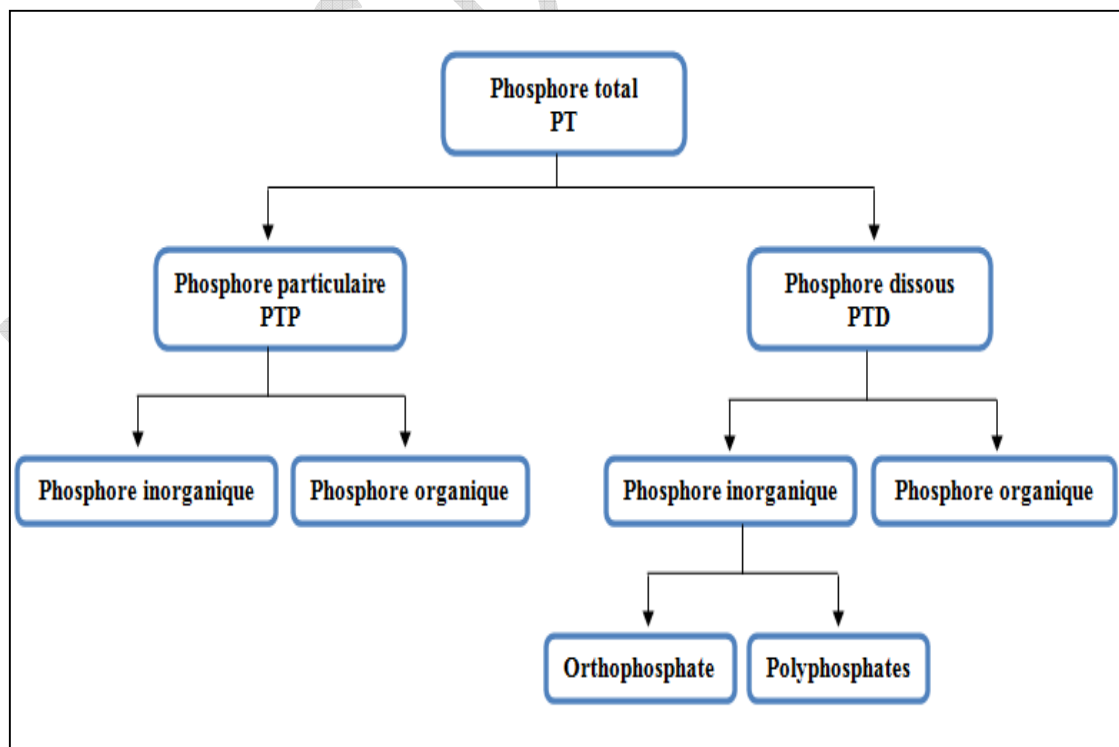 Phosphore total
PT
Phosphore particulaire
PTP
Phosphore dissous
PTD
Phosphore inorganique
Phosphore organique
Phosphore inorganique
Phosphore organique
Orthophosphate
Polyphosphates